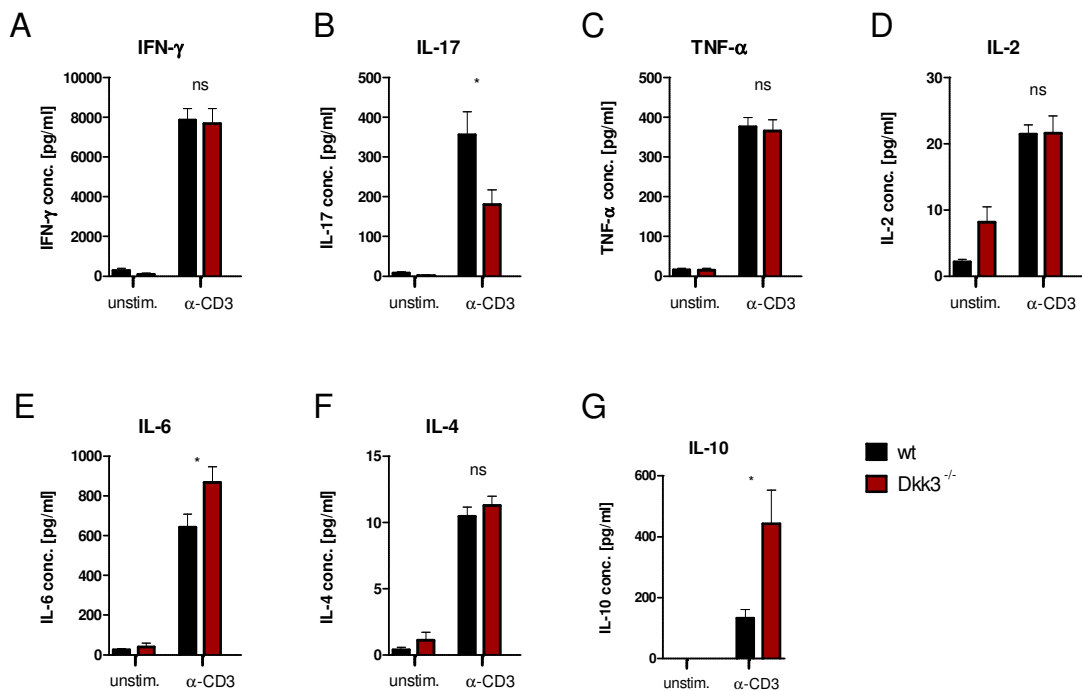 A
IFN-γ
IFN-γ conc. [pg/ml]
10000
8000
6000
4000
2000
0
ns
unstim.
α-CD3
B
IL-17
IL-17 conc. [pg/ml]
500
400
300
200
100
0
*
unstim.
α-CD3
C
TNF-α
TNF-α conc. [pg/ml]
500
400
300
200
100
0
ns
unstim.
α-CD3
D
IL-2
IL-2 conc. [pg/ml]
30
20
10
0
ns
unstim.
α-CD3
E
IL-6
IL-6 conc. [pg/ml]
1000
800
600
400
200
0
*
unstim.
α-CD3
F
IL-4
IL-4 conc. [pg/ml]
15
10
5
0
ns
unstim.
α-CD3
G
IL-10
IL-10 conc. [pg/ml]
600
400
200
0
*
unstim.
α-CD3
wt
Dkk3 -/-